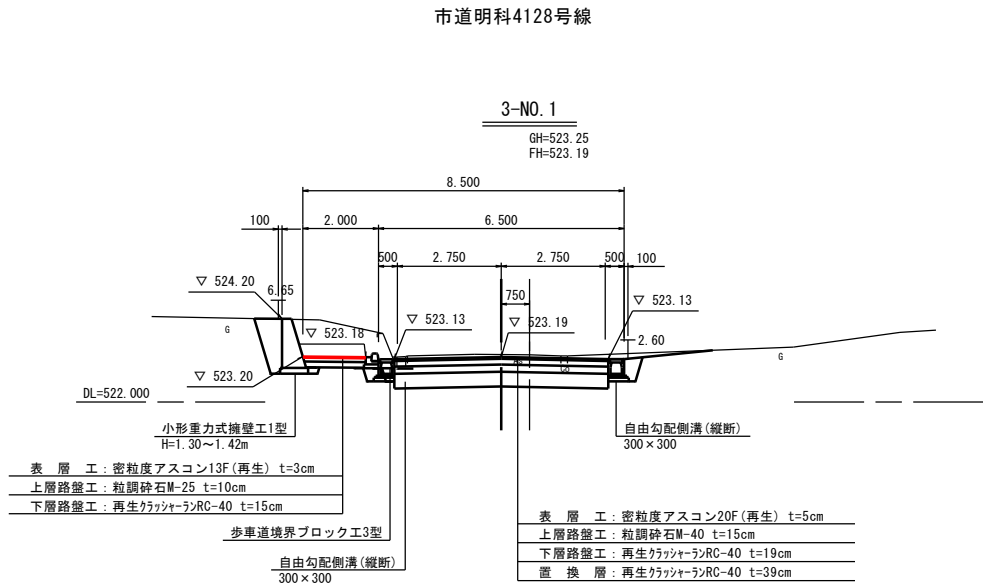 市道明科4128号線
3-NO.1
GH=523.25
FH=523.19
8.500
100
2.000
6.500
500
2.750
2.750
500
100
▽ 524.20
6.65
750
▽ 523.13
▽ 523.18
▽ 523.13
▽ 523.19
2.60
G
G
As
Co
▽ 523.20
DL=522.000
小形重力式擁壁工1型
H=1.30~1.42m
自由勾配側溝(縦断)
300×300
表 層 工:密粒度アスコン13F(再生) t=3cm
上層路盤工:粒調砕石M-25 t=10cm
下層路盤工:再生クラッシャーランRC-40 t=15cm
歩車道境界ブロック工3型
自由勾配側溝(縦断)
300×300
表 層 工:密粒度アスコン20F(再生) t=5cm
上層路盤工:粒調砕石M-40 t=15cm
下層路盤工:再生クラッシャーランRC-40 t=19cm
置 換 層:再生クラッシャーランRC-40 t=39cm